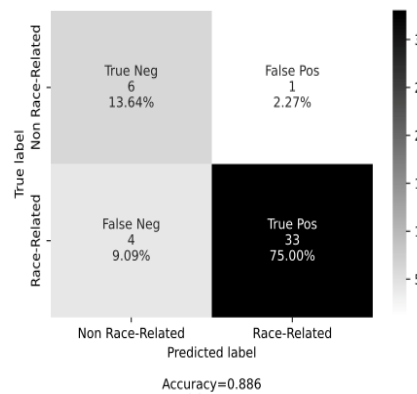 True Neg
6
13.64%
False Pos
1
2.27%
False Neg
4
9.09%
True Pos
33
75.00%
True label
Non Race-Related
Race-Related
Non Race-Related
Race-Related
Predicted label
Accuracy=0.886